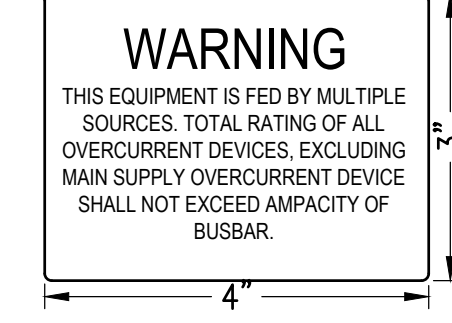 WARNING
THIS EQUIPMENT IS FED BY MULTIPLE
SOURCES. TOTAL RATING OF ALL
OVERCURRENT DEVICES, EXCLUDING
MAIN SUPPLY OVERCURRENT DEVICE
SHALL NOT EXCEED AMPACITY OF
BUSBAR.
3"
4"